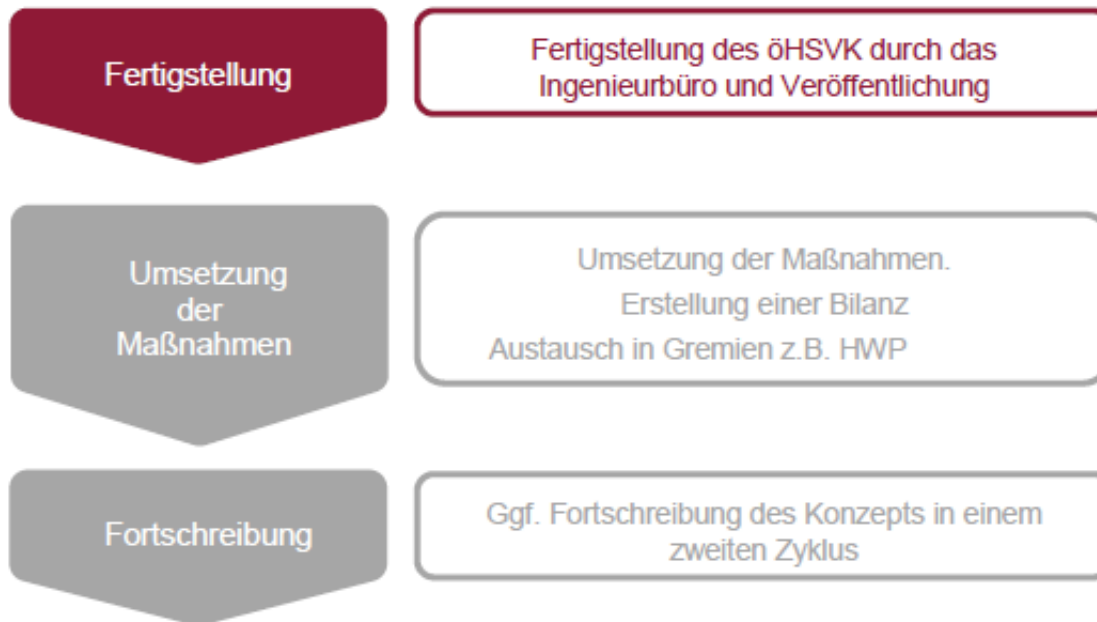 Fertigstellung
Fertigstellung des öHSVK durch das
Ingenieurbüro und Veröffentlichung
Umsetzung
der
Maßnahmen
Umsetzung der Maßnahmen.
Erstellung einer Bilanz
Austausch in Gremien z.B. HWP
Fortschreibung
Ggf. Fortschreibung des Konzepts in einem
zweiten Zyklus